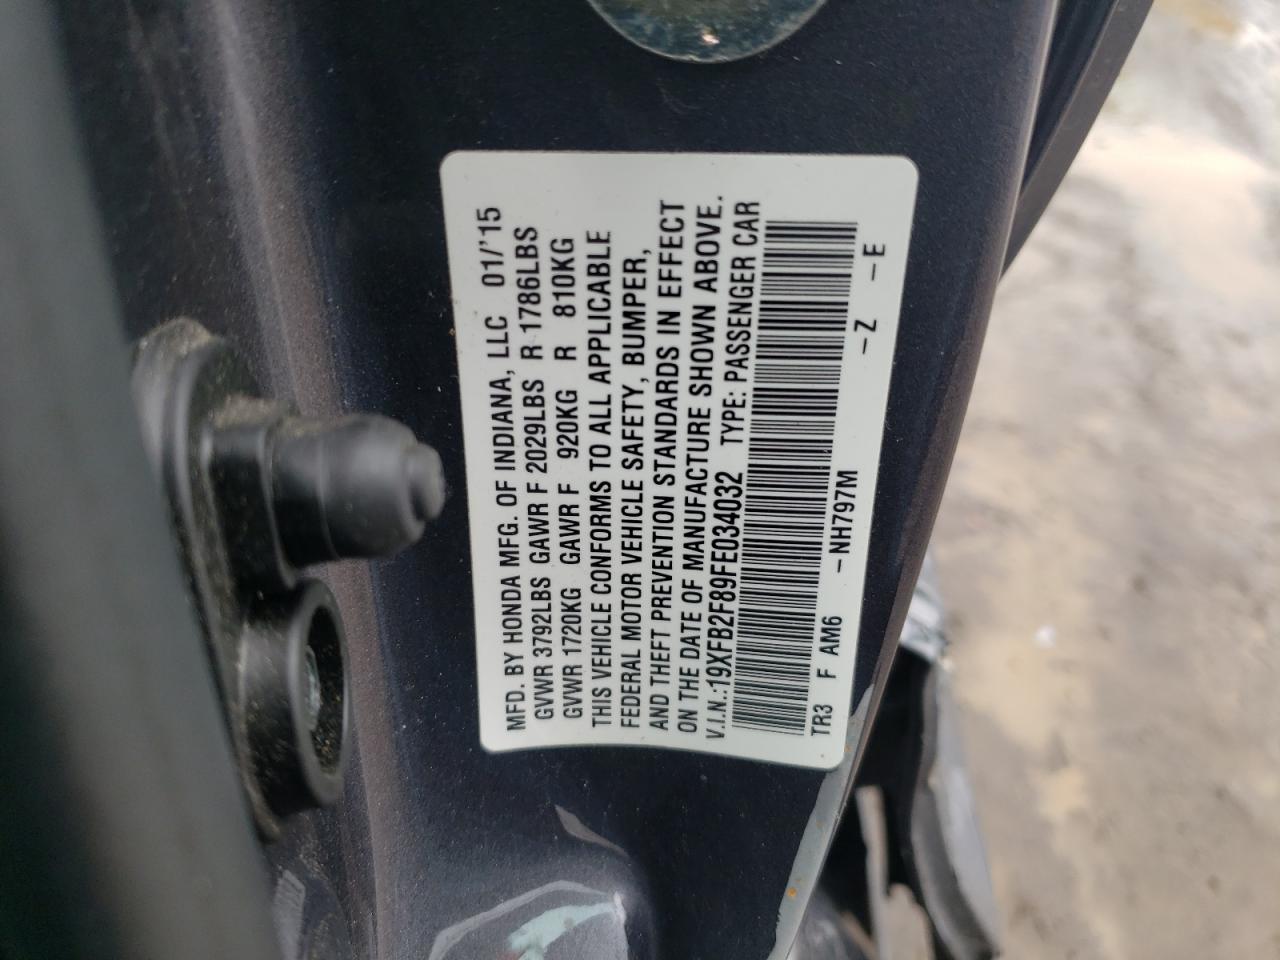 MFD. BY HONDA MFG. OF INDIANA, LLC 01/'15
GVWR 3792LBS GAWR F 2029LBS R 1786LBS
GVWR 1720KG GAWR F 920KG R 810KG
THIS VEHICLE CONFORMS TO ALL APPLICABLE
FEDERAL MOTOR VEHICLE SAFETY, BUMPER,
AND THEFT PREVENTION STANDARDS IN EFFECT
ON THE DATE OF MANUFACTURE SHOWN ABOVE.
V.I.N.:19XFB2F89FE034032 TYPE: PASSENGER CAR
TR3 F AM6 -NH797M -Z -E